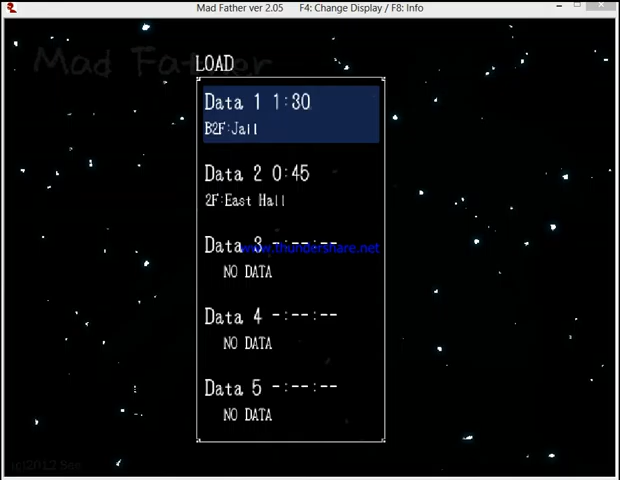 Mad Father ver 2.05 F4: Change Display / F8: Info
Mad Father
LOAD
Data 1 1:30
B2F:Jail
Data 2 0:45
2F:East Hall
Data 3 -:--:--
www.thundershare.net
NO DATA
Data 4 -:--:--
NO DATA
Data 5 -:--:--
NO DATA
(c)2012 Sen